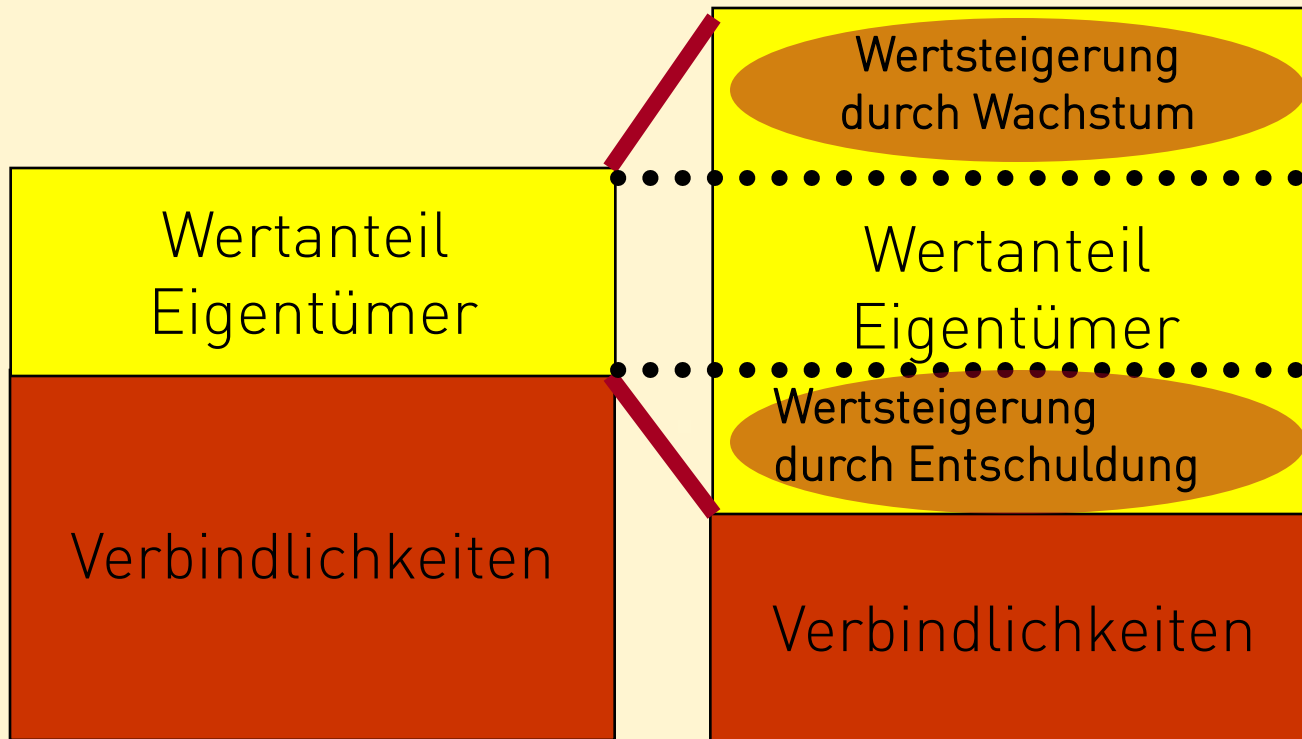 Wertanteil
Eigentümer
Verbindlichkeiten
Wertsteigerung
durch Wachstum
Wertanteil
Eigentümer
Wertsteigerung
durch Entschuldung
Verbindlichkeiten